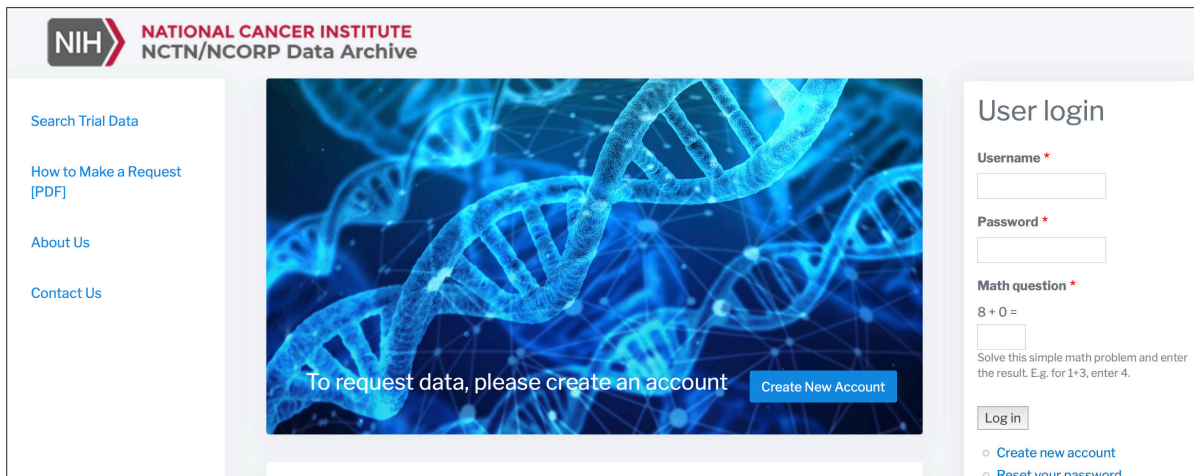 NIH
NATIONAL CANCER INSTITUTE
NCTN/NCORP Data Archive
Search Trial Data
How to Make a Request
[PDF]
About Us
Contact Us
To request data, please create an account
Create New Account
User login
Username *
Password *
Math question *
8 + 0 =
Solve this simple math problem and enter
the result. E.g. for 1+3, enter 4.
Log in
Create new account
Reset your password